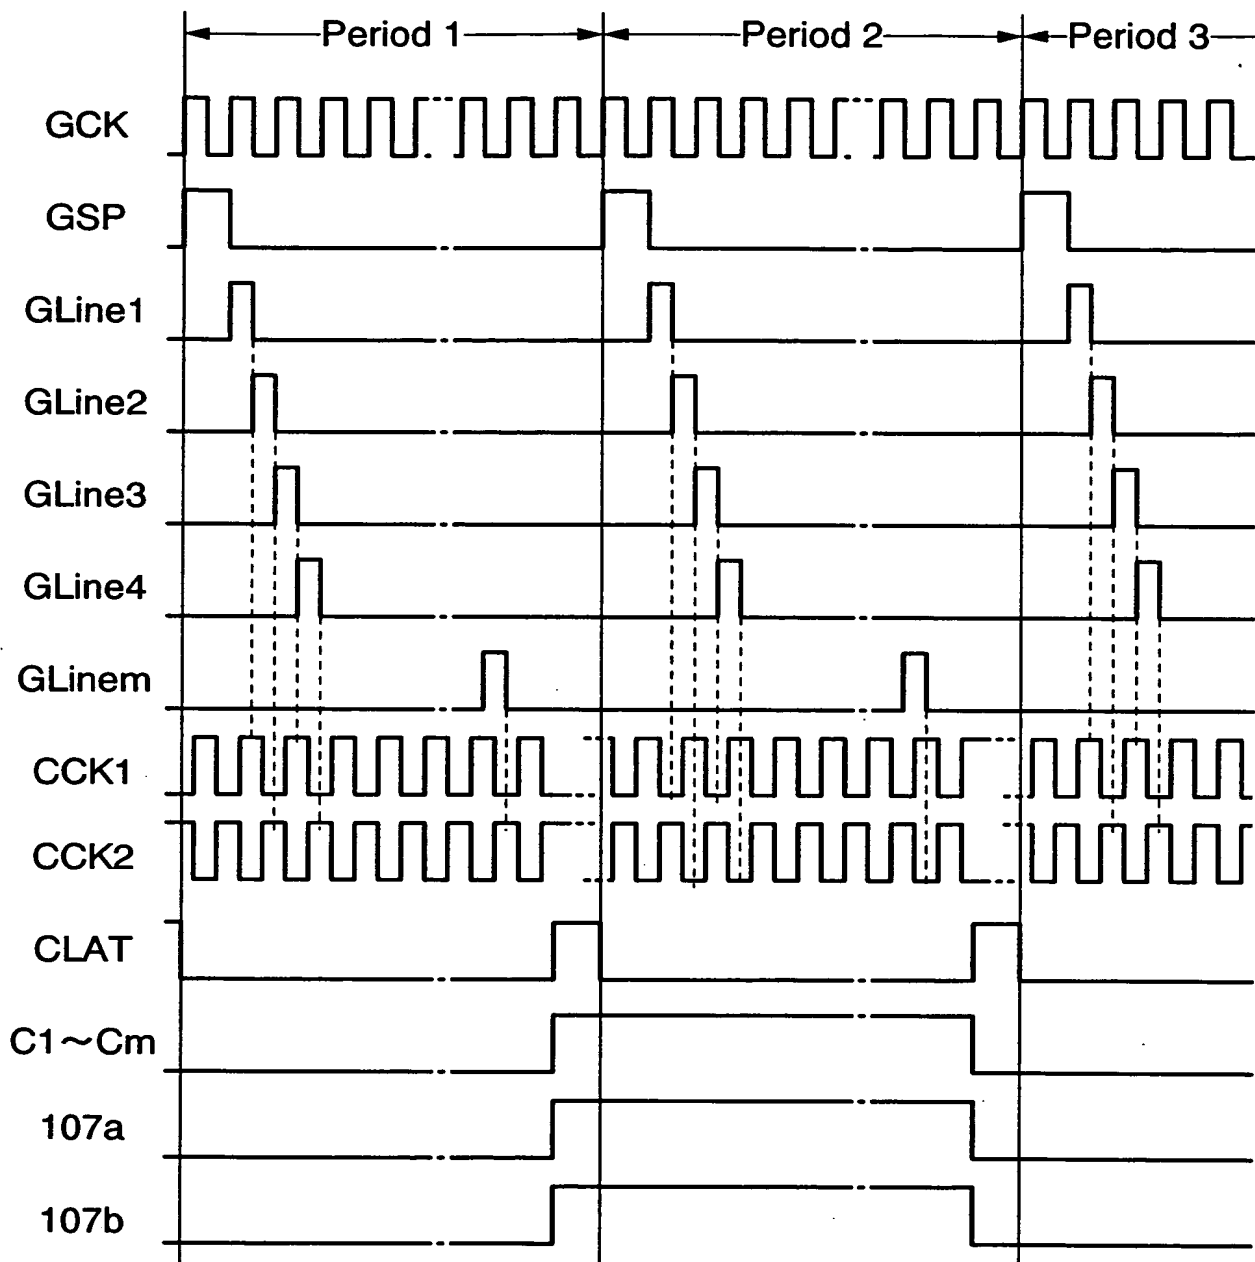 Period 1 Period 2 Period 3
GCK
GSP
GLine1
GLine2
GLine3
GLine4
GLinem
CCK1
CCK2
CLAT
C1～Cm
107a
107b